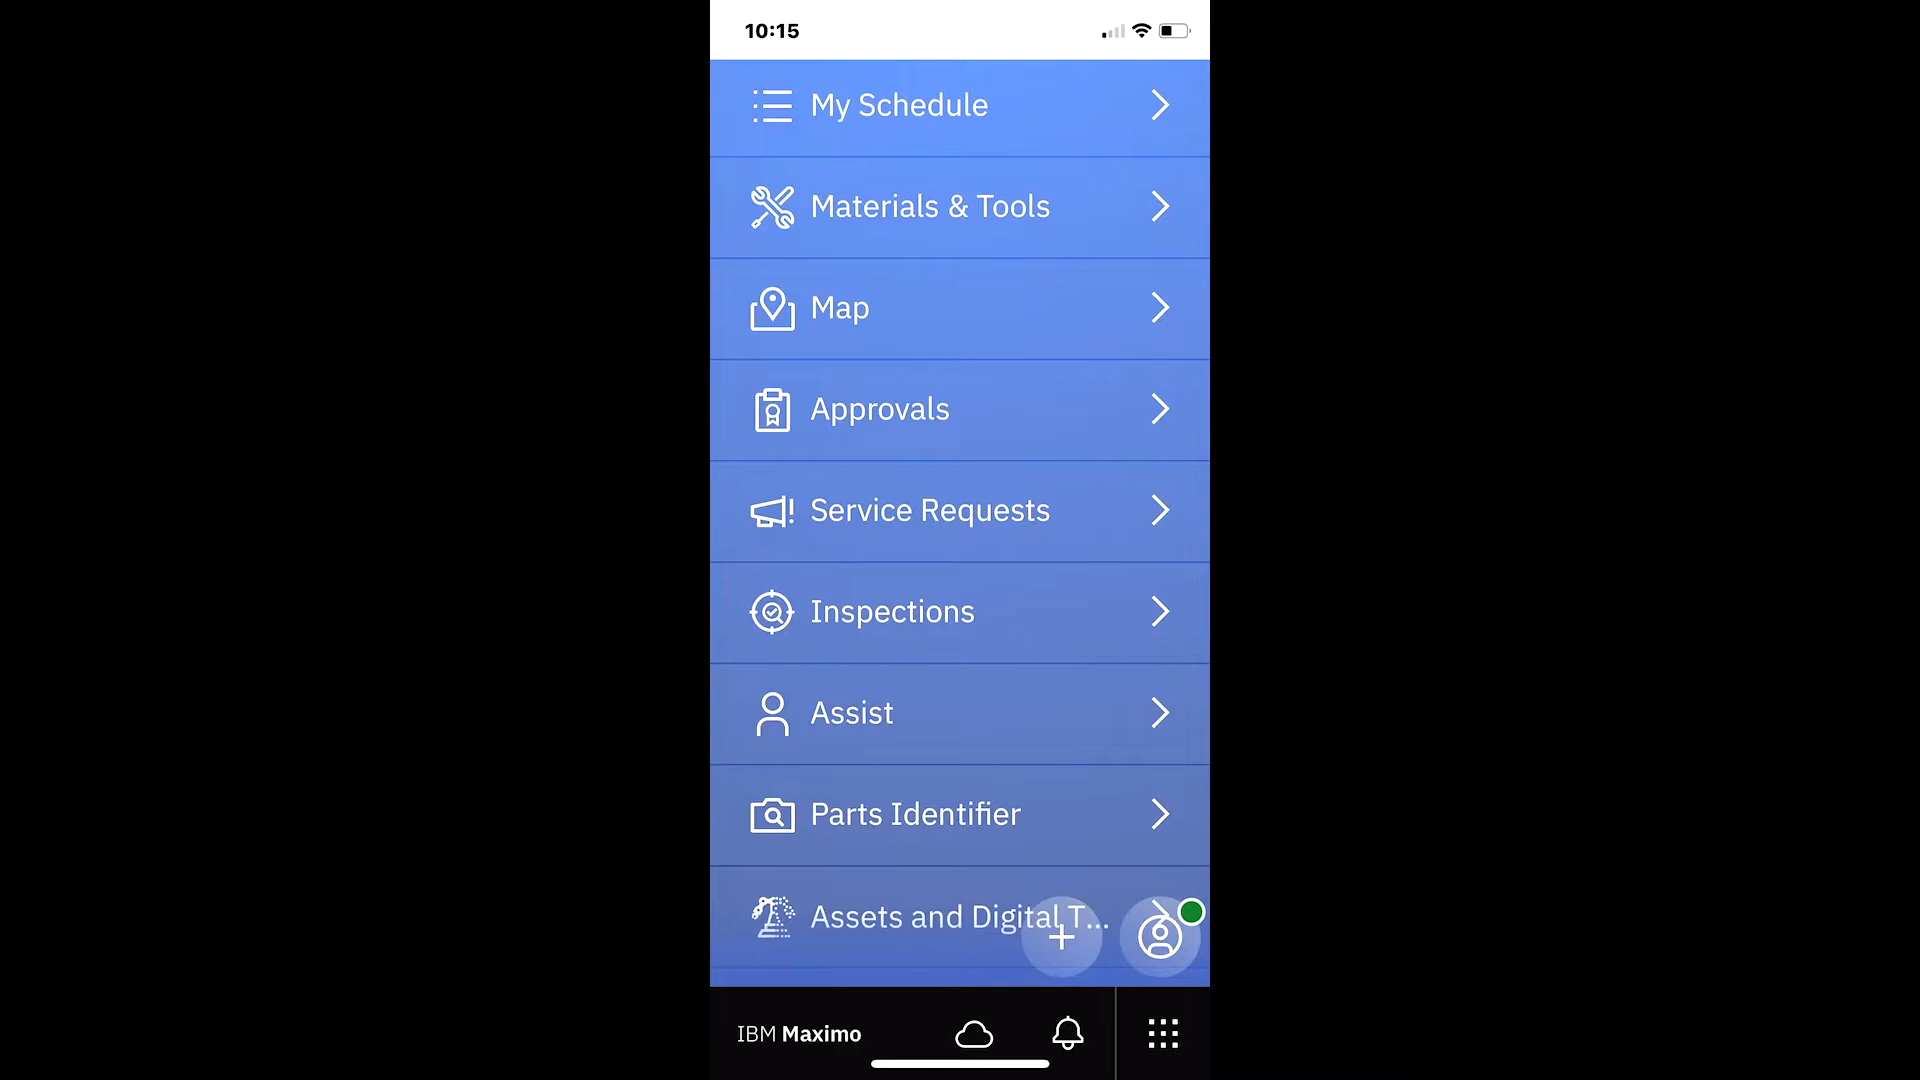 10:15
My Schedule
Materials & Tools
Map
Approvals
Service Requests
Inspections
Assist
Parts Identifier
Assets and Digital T...
IBM Maximo